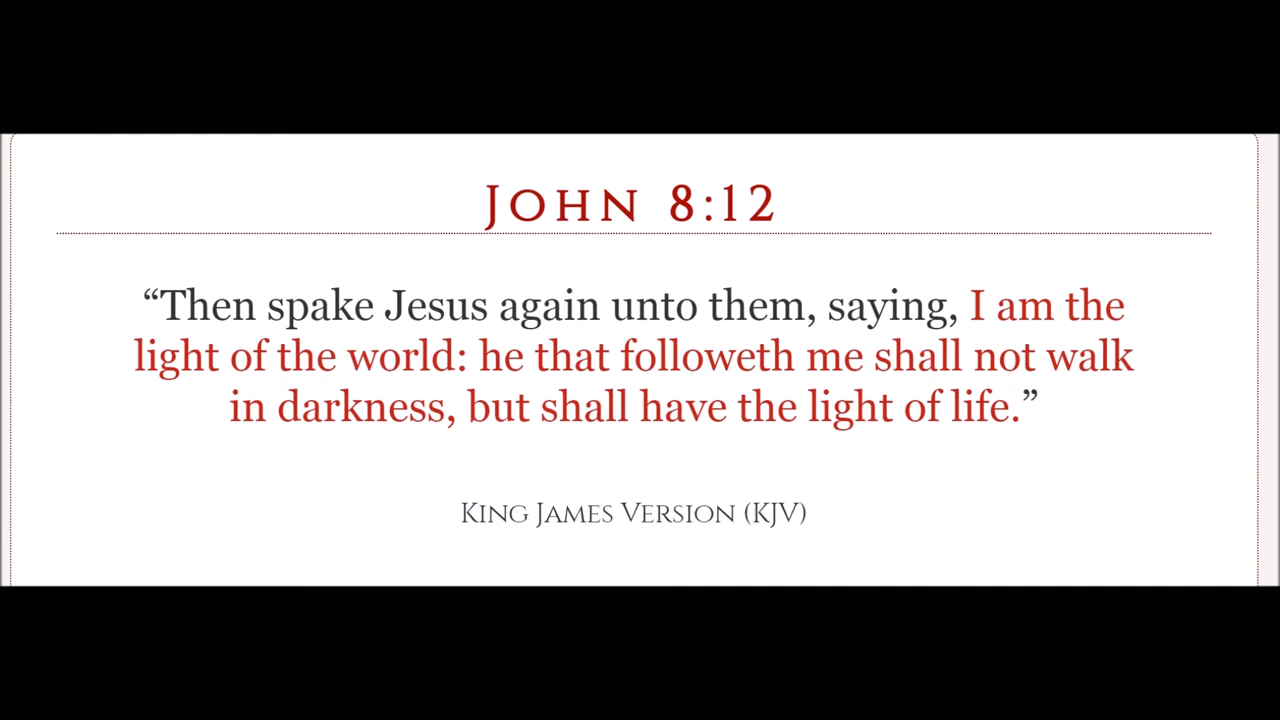 John 8:12
“Then spake Jesus again unto them, saying, I am the
light of the world: he that followeth me shall not walk
in darkness, but shall have the light of life.”
King James Version (KJV)